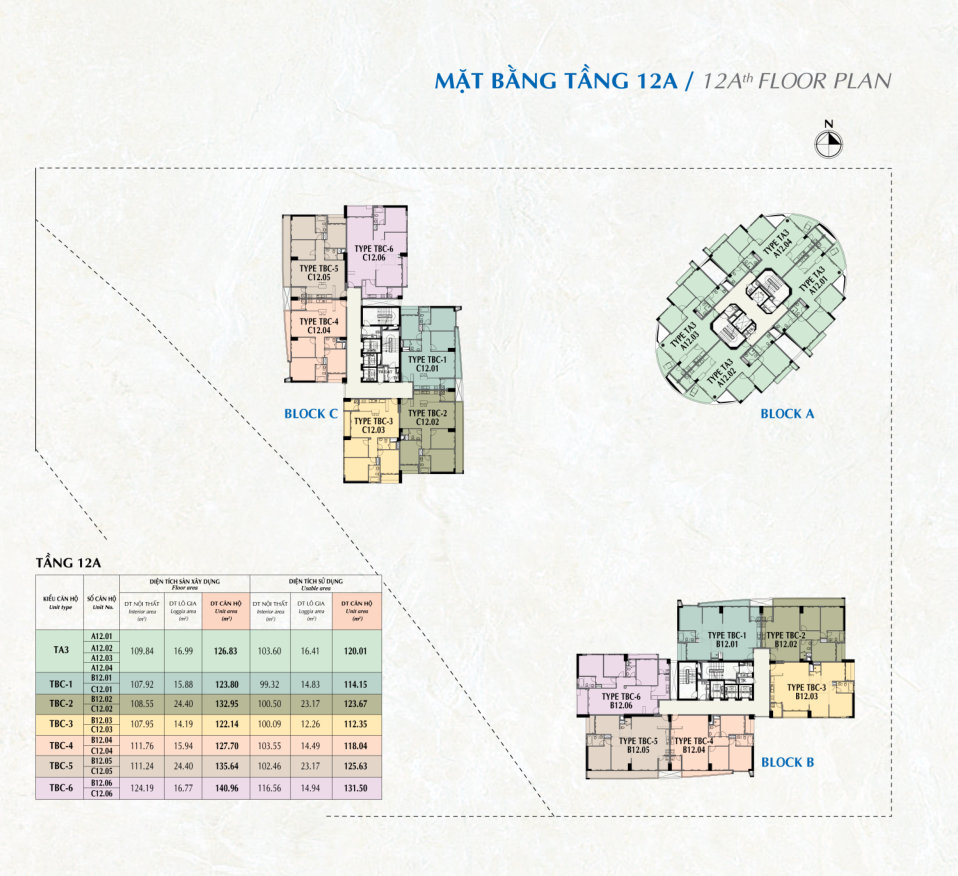 MẶT BẰNG TẦNG 12A / 12Ath FLOOR PLAN
N
TYPE TBC-6
C12.06
TYPE TBC-5
C12.05
TYPE TBC-4
C12.04
TYPE TBC-1
C12.01
TYPE TBC-2
C12.02
TYPE TBC-3
C12.03
BLOCK C
TYPE TA3
A12.04
TYPE TA3
A12.01
TYPE TA3
A12.03
TYPE TA3
A12.02
BLOCK A
TYPE TBC-1
B12.01
TYPE TBC-2
B12.02
TYPE TBC-3
B12.03
TYPE TBC-6
B12.06
TYPE TBC-5
B12.05
TYPE TBC-4
B12.04
BLOCK B
TẦNG 12A
KIỂU CĂN HỘ
Unit type
SỐ CĂN HỘ
Unit No.
DIỆN TÍCH SÀN XÂY DỰNG
Floor area
DIỆN TÍCH SỬ DỤNG
Usable area
DT NỘI THẤT
Interior area
(m²)
DT LÔ GIA
Loggia area
(m²)
DT CĂN HỘ
Unit area
(m²)
DT NỘI THẤT
Interior area
(m²)
DT LÔ GIA
Loggia area
(m²)
DT CĂN HỘ
Unit area
(m²)
TA3
A12.01
A12.02
A12.03
A12.04
109.84 16.99 126.83 103.60 16.41 120.01
TBC-1
B12.01
C12.01
107.92 15.88 123.80 99.32 14.83 114.15
TBC-2
B12.02
C12.02
108.55 24.40 132.95 100.50 23.17 123.67
TBC-3
B12.03
C12.03
107.95 14.19 122.14 100.09 12.26 112.35
TBC-4
B12.04
C12.04
111.76 15.94 127.70 103.55 14.49 118.04
TBC-5
B12.05
C12.05
111.24 24.40 135.64 102.46 23.17 125.63
TBC-6
B12.06
C12.06
124.19 16.77 140.96 116.56 14.94 131.50